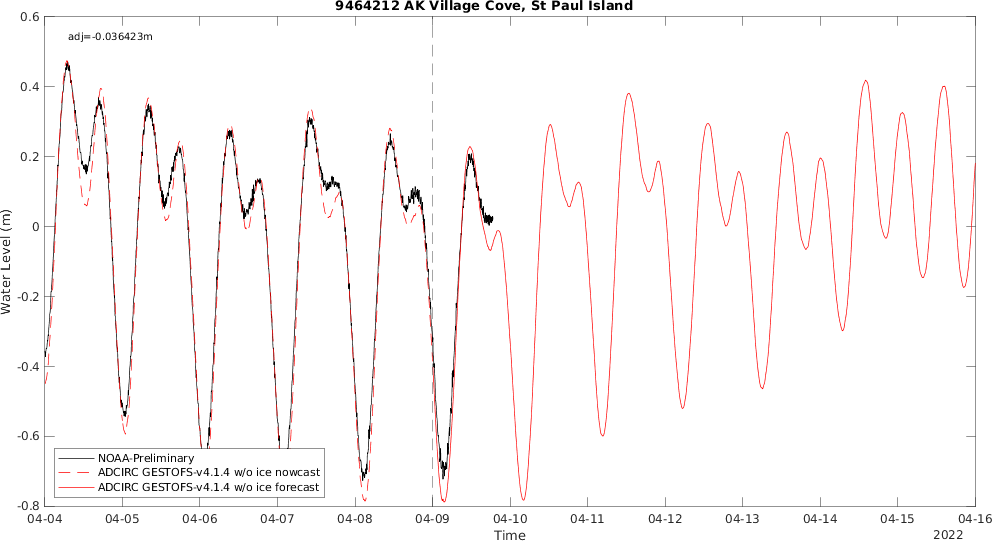 9464212 AK Village Cove, St Paul Island
adj=-0.036423m
0.6
0.4
0.2
0
-0.2
-0.4
-0.6
-0.8
Water Level (m)
NOAA-Preliminary
ADCIRC GESTOFS-v4.1.4 w/o ice nowcast
ADCIRC GESTOFS-v4.1.4 w/o ice forecast
04-04 04-05 04-06 04-07 04-08 04-09 04-10 04-11 04-12 04-13 04-14 04-15 04-16
Time
2022